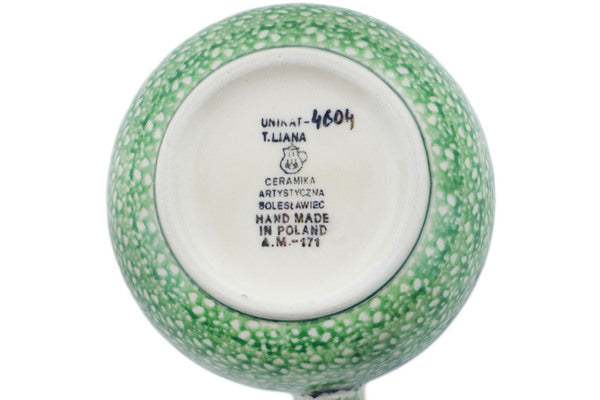 UNIKAT-4604
T.LIANA
CERAMIKA
ARTYSTYCZNA
BOLESŁAWIEC
HAND MADE
IN POLAND
A.M.-171